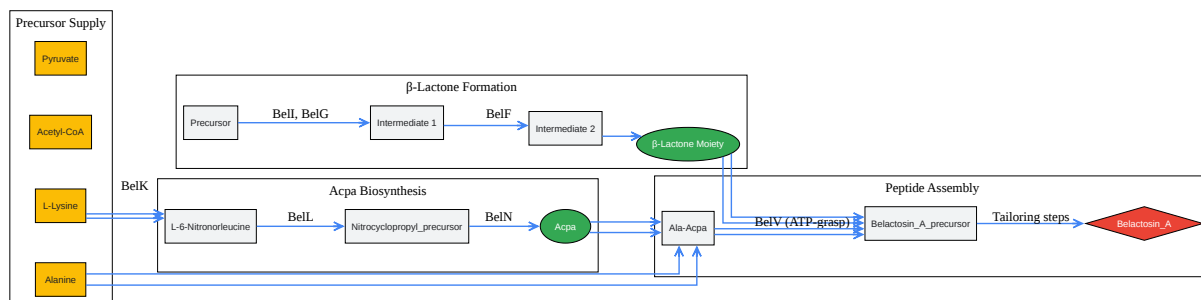 Precursor Supply
Pyruvate
Acetyl-CoA
L-Lysine
Alanine
β-Lactone Formation
Precursor
BelI, BelG
Intermediate 1
BelF
Intermediate 2
β-Lactone Moiety
BelK
Acpa Biosynthesis
L-6-Nitronorleucine
BelL
Nitrocyclopropyl_precursor
BelN
Acpa
Peptide Assembly
Ala-Acpa
BelV (ATP-grasp)
Belactosin_A_precursor
Tailoring steps
Belactosin_A